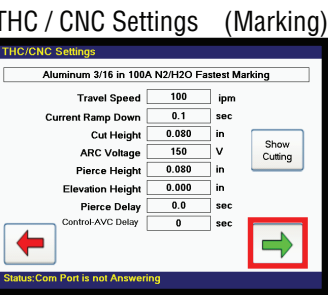 THC / CNC Settings (Marking)
THC/CNC Settings
Aluminum 3/16 in 100A N2/H2O Fastest Marking
Travel Speed 100 ipm
Current Ramp Down 0.1 sec
Cut Height 0.080 in
ARC Voltage 150 V
Pierce Height 0.080 in
Elevation Height 0.000 in
Pierce Delay 0.0 sec
Control-AVC Delay 0 sec
Show
Cutting
Status:Com Port is not Answering